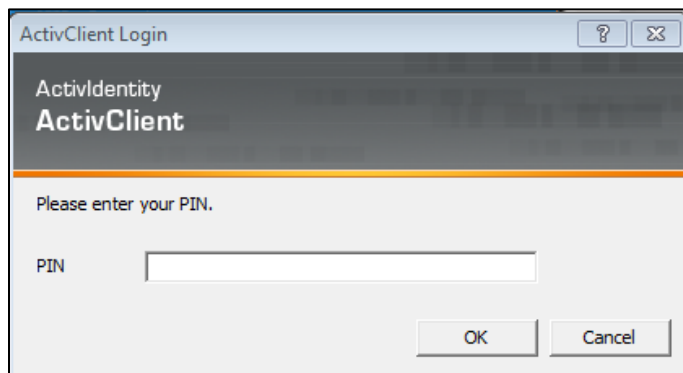 ActivClient Login
ActivIdentity
ActivClient
Please enter your PIN.
PIN
OK Cancel